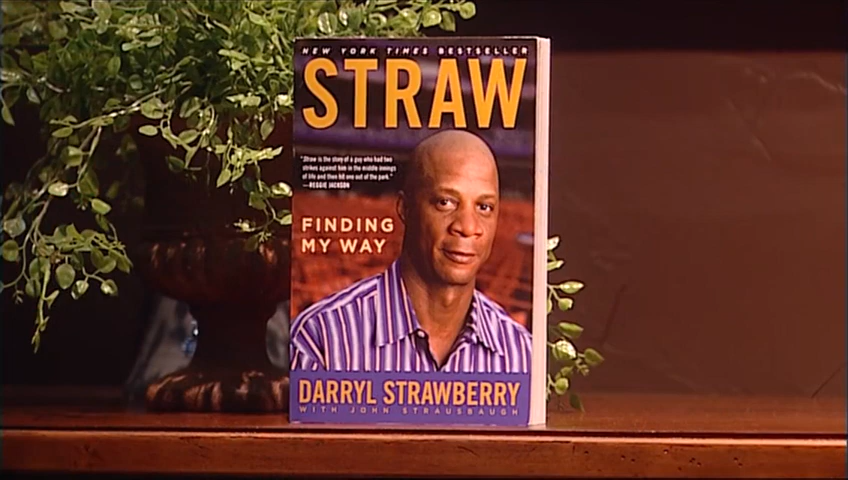 NEW YORK TIMES BESTSELLER
STRAW
"Straw is the story of a guy who had two
strikes against him in the middle innings
of life and then hit one out of the park."
—REGGIE JACKSON
FINDING
MY WAY
DARRYL STRAWBERRY
WITH JOHN STRAUSBAUGH